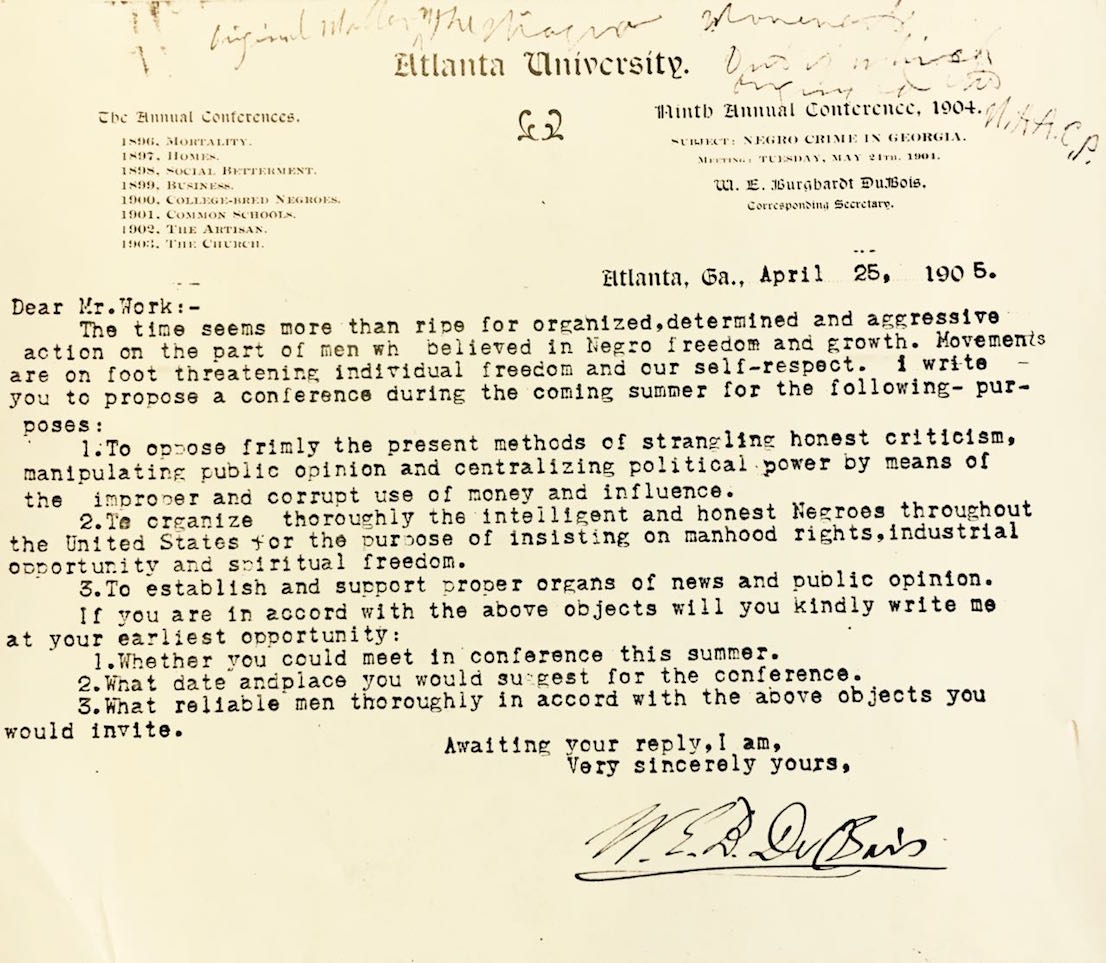 Original The Niagara Movement
Out of which
N.A.A.C.P.
Atlanta University.
The Annual Conferences.
1896, MORTALITY.
1897, HOMES.
1898, SOCIAL BETTERMENT.
1899, BUSINESS.
1900, COLLEGE-BRED NEGROES.
1901, COMMON SCHOOLS.
1902, THE ARTISAN.
1903, THE CHURCH.
Ninth Annual Conference, 1904.
SUBJECT: NEGRO CRIME IN GEORGIA.
MEETING: TUESDAY, MAY 24TH. 1904.
W. E. Burghardt DuBois,
Corresponding Secretary.
Atlanta, Ga., April 25, 1905.
Dear Mr.Work:-
The time seems more than ripe for organized,determined and aggressive
action on the part of men wh believed in Negro freedom and growth. Movements
are on foot threatening individual freedom and our self-respect. I write -
you to propose a conference during the coming summer for the following- pur-
poses:
1.To oppose frimly the present methods of strangling honest criticism,
manipulating public opinion and centralizing political power by means of
the improper and corrupt use of money and influence.
2.To organize thoroughly the intelligent and honest Negroes throughout
the United States for the purpose of insisting on manhood rights,industrial
opportunity and spiritual freedom.
3.To establish and support proper organs of news and public opinion.
If you are in accord with the above objects will you kindly write me
at your earliest opportunity:
1.Whether you could meet in conference this summer.
2.What date andplace you would suggest for the conference.
3.What reliable men thoroughly in accord with the above objects you
would invite.
Awaiting your reply,I am,
Very sincerely yours,
W. E. B. Du Bois